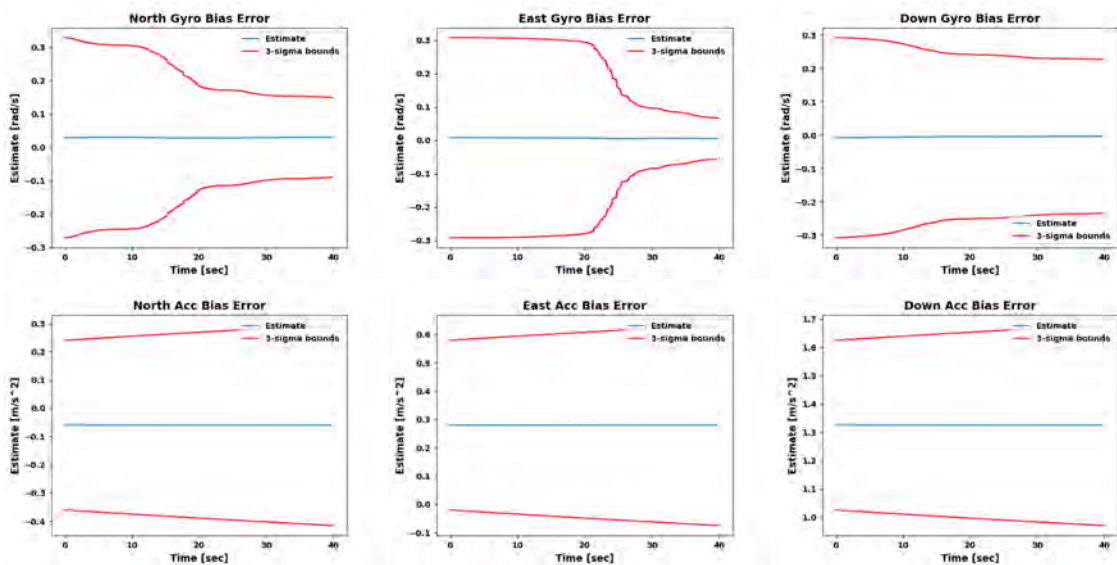 North Gyro Bias Error
Estimate [rad/s]
0.3
0.2
0.1
0.0
−0.1
−0.2
−0.3
Estimate
3-sigma bounds
0 10 20 30 40
Time [sec]
East Gyro Bias Error
Estimate [rad/s]
0.3
0.2
0.1
0.0
−0.1
−0.2
−0.3
Estimate
3-sigma bounds
0 10 20 30 40
Time [sec]
Down Gyro Bias Error
Estimate [rad/s]
0.3
0.2
0.1
0.0
−0.1
−0.2
−0.3
Estimate
3-sigma bounds
0 10 20 30 40
Time [sec]
North Acc Bias Error
Estimate [m/s^2]
0.3
0.2
0.1
0.0
−0.1
−0.2
−0.3
−0.4
Estimate
3-sigma bounds
0 10 20 30 40
Time [sec]
East Acc Bias Error
Estimate [m/s^2]
0.6
0.5
0.4
0.3
0.2
0.1
0.0
−0.1
Estimate
3-sigma bounds
0 10 20 30 40
Time [sec]
Down Acc Bias Error
Estimate [m/s^2]
1.7
1.6
1.5
1.4
1.3
1.2
1.1
1.0
Estimate
3-sigma bounds
0 10 20 30 40
Time [sec]